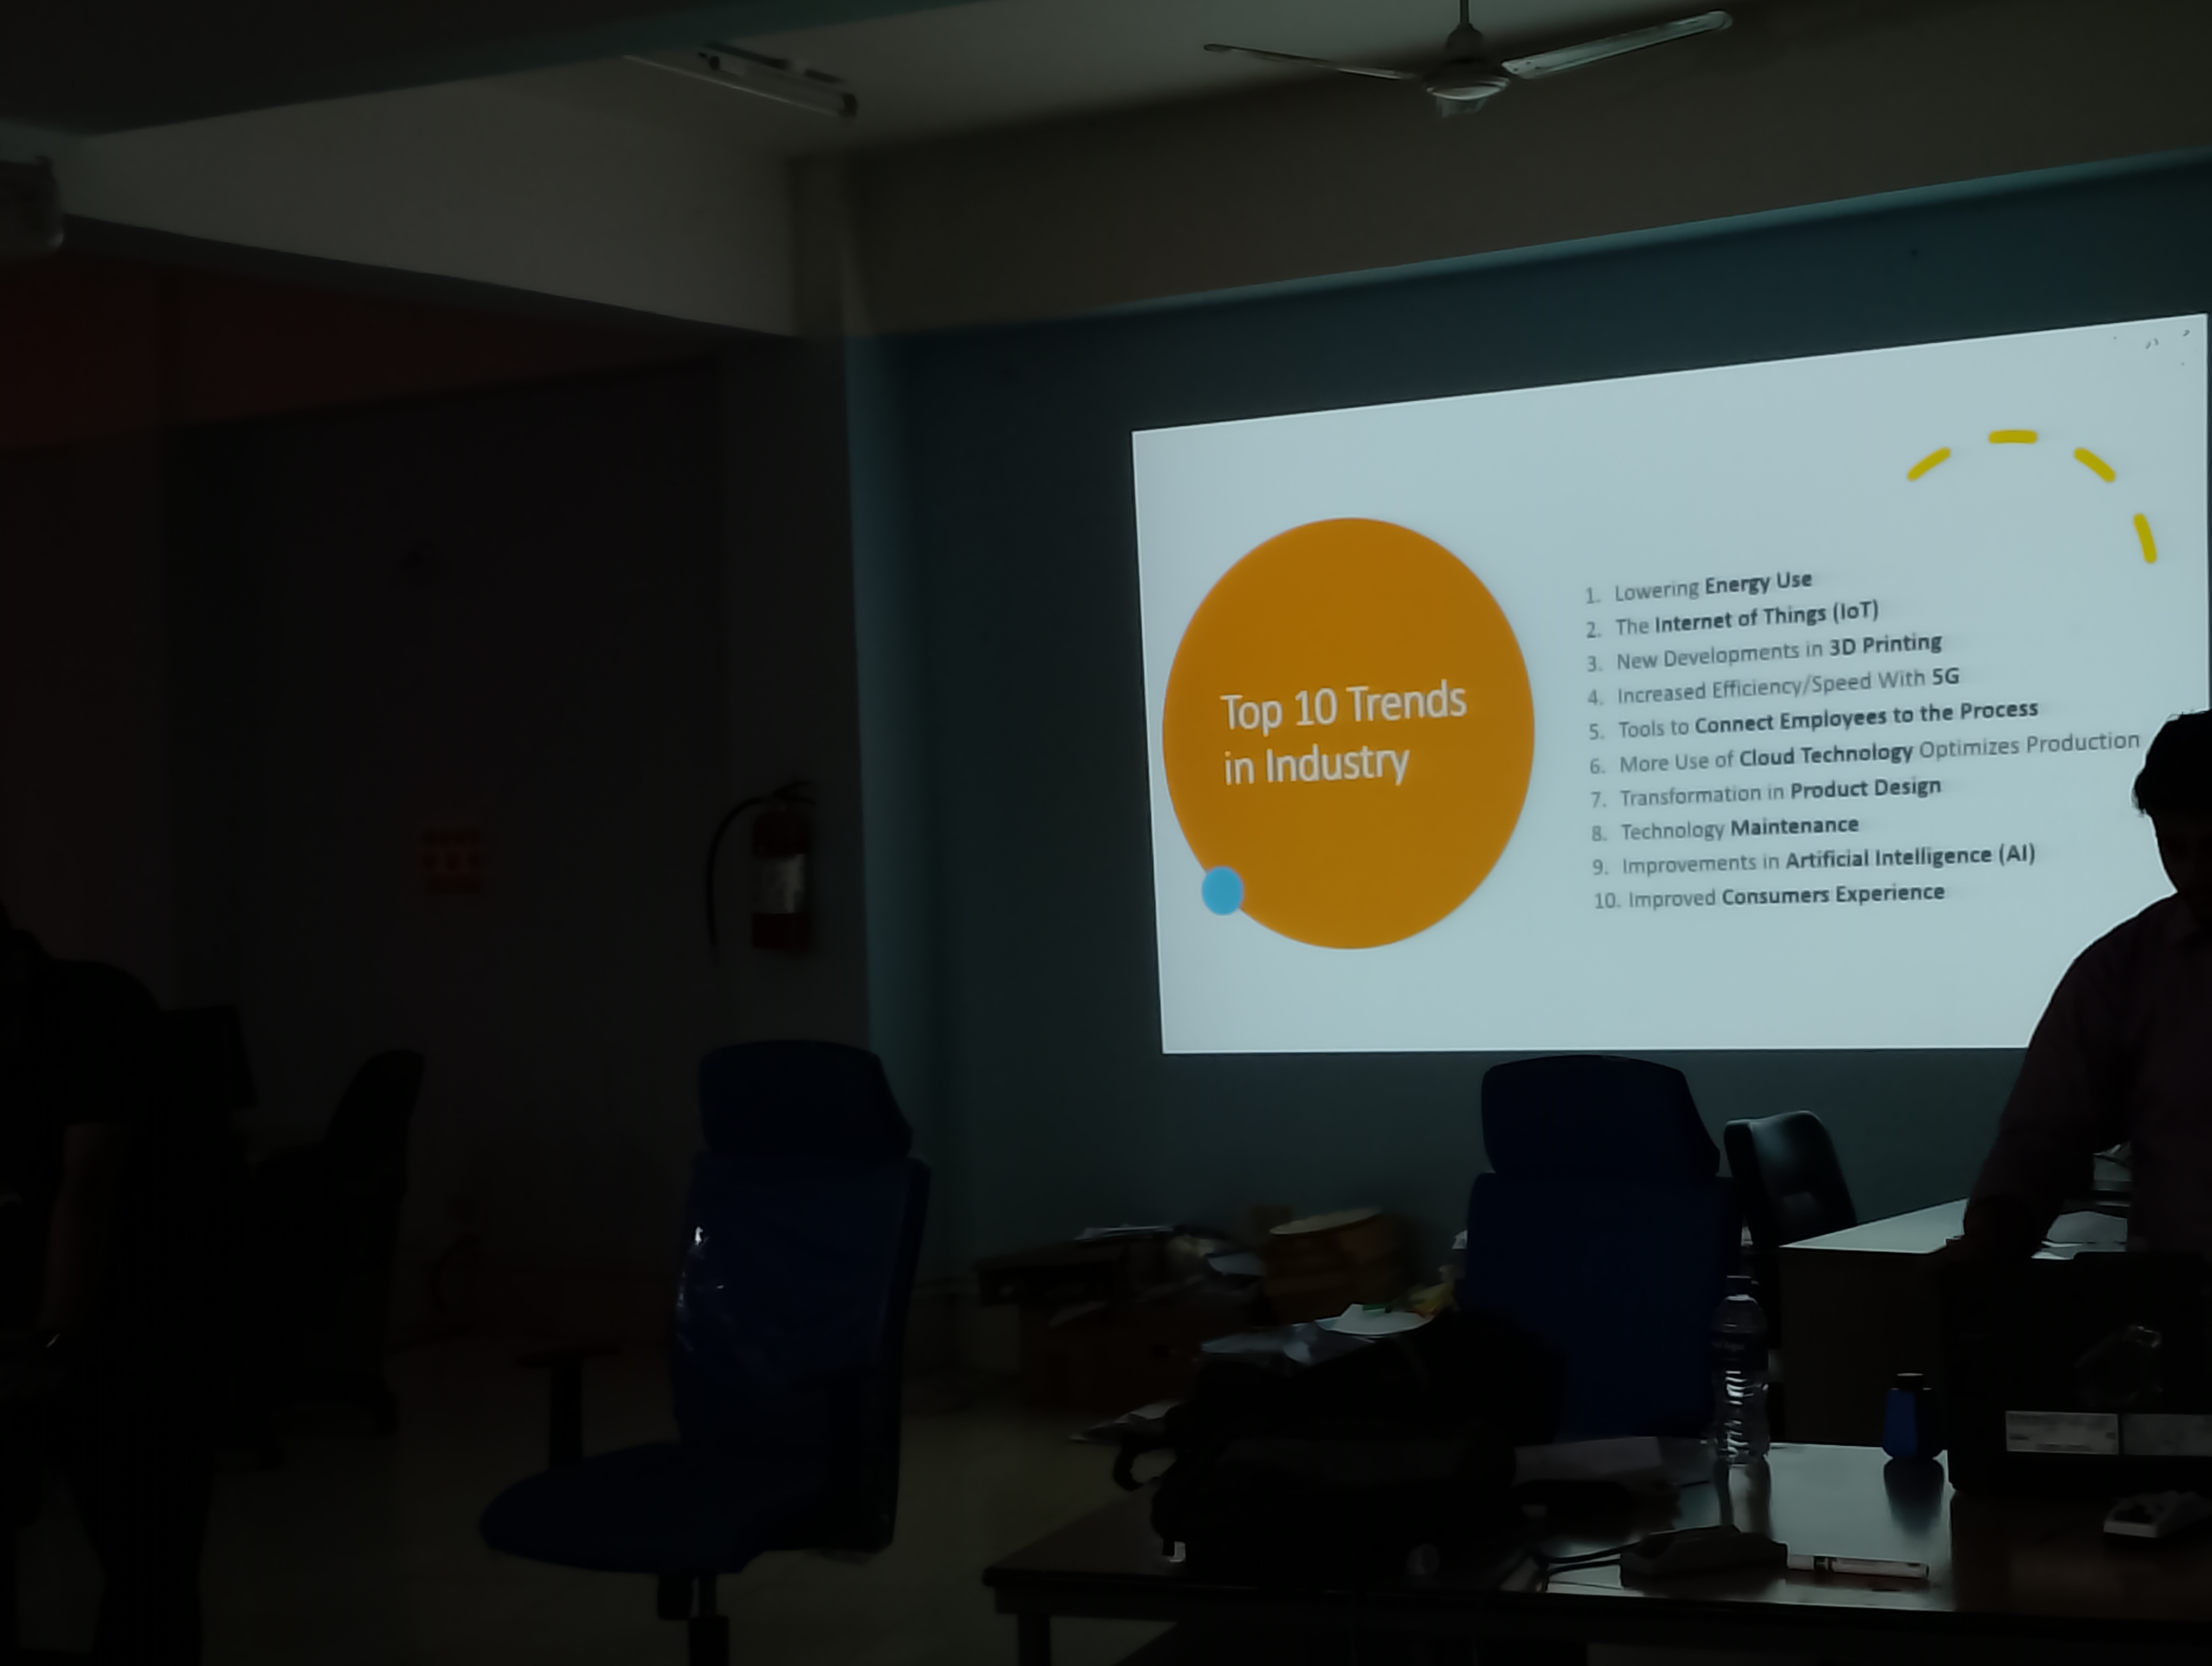 Top 10 Trends
in Industry
1. Lowering Energy Use
2. The Internet of Things (IoT)
3. New Developments in 3D Printing
4. Increased Efficiency/Speed With 5G
5. Tools to Connect Employees to the Process
6. More Use of Cloud Technology Optimizes Production
7. Transformation in Product Design
8. Technology Maintenance
9. Improvements in Artificial Intelligence (AI)
10. Improved Consumers Experience